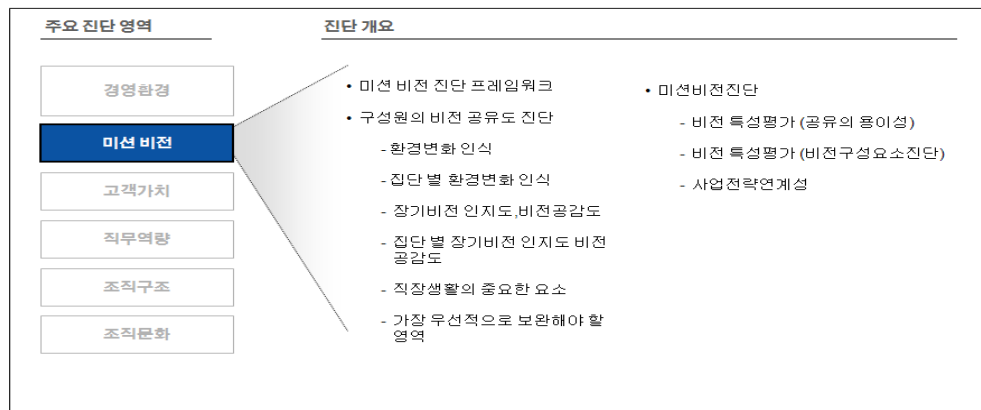 주요 진단 영역
진단 개요
경영환경
미션 비전
고객가치
직무역량
조직구조
조직문화
• 미션 비전 진단 프레임워크
• 구성원의 비전 공유도 진단
- 환경변화 인식
- 집단 별 환경변화 인식
- 장기비전 인지도,비전공감도
- 집단 별 장기비전 인지도 비전
공감도
- 직장생활의 중요한 요소
- 가장 우선적으로 보완해야 할
영역
• 미션비전진단
- 비전 특성평가 (공유의 용이성)
- 비전 특성평가 (비전구성요소진단)
- 사업전략연계성